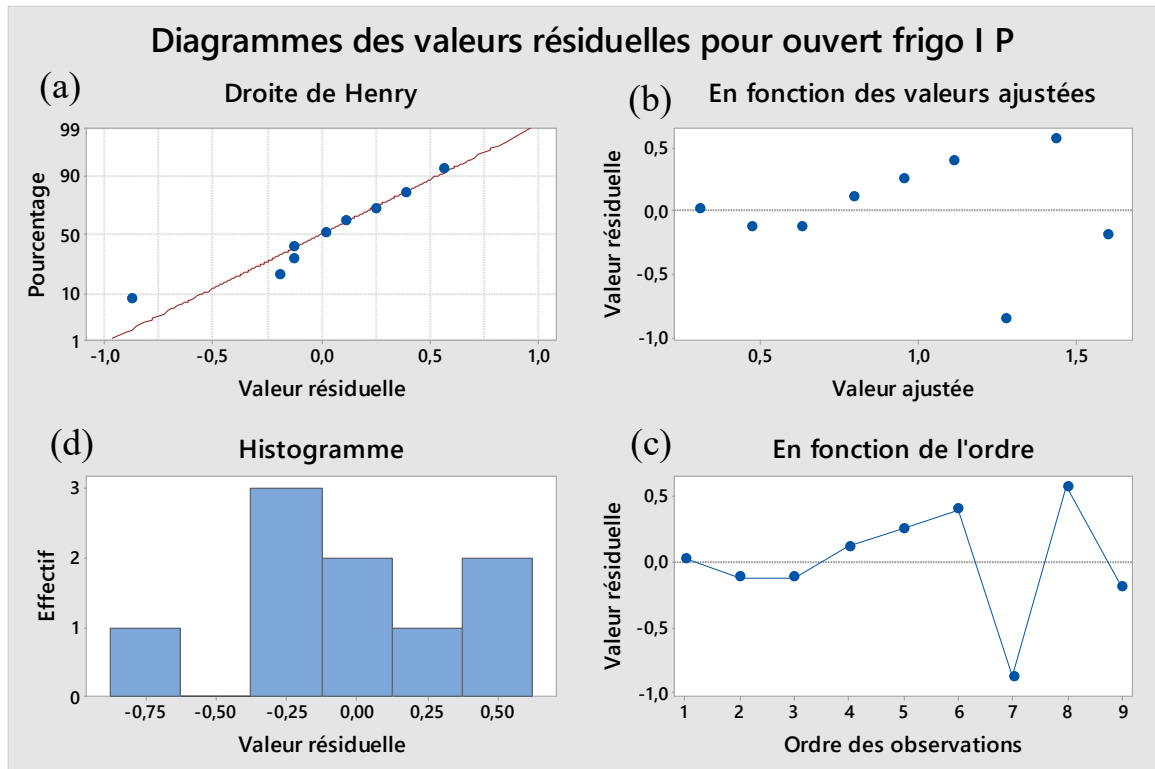 Diagrammes des valeurs résiduelles pour ouvert frigo I P
(a)
Droite de Henry
99
90
50
10
1
Pourcentage
-1,0 -0,5 0,0 0,5 1,0
Valeur résiduelle
(b)
En fonction des valeurs ajustées
0,5
0,0
-0,5
-1,0
Valeur résiduelle
0,5 1,0 1,5
Valeur ajustée
(d)
Histogramme
3
2
1
0
Effectif
-0,75 -0,50 -0,25 0,00 0,25 0,50
Valeur résiduelle
(c)
En fonction de l'ordre
0,5
0,0
-0,5
-1,0
Valeur résiduelle
1 2 3 4 5 6 7 8 9
Ordre des observations